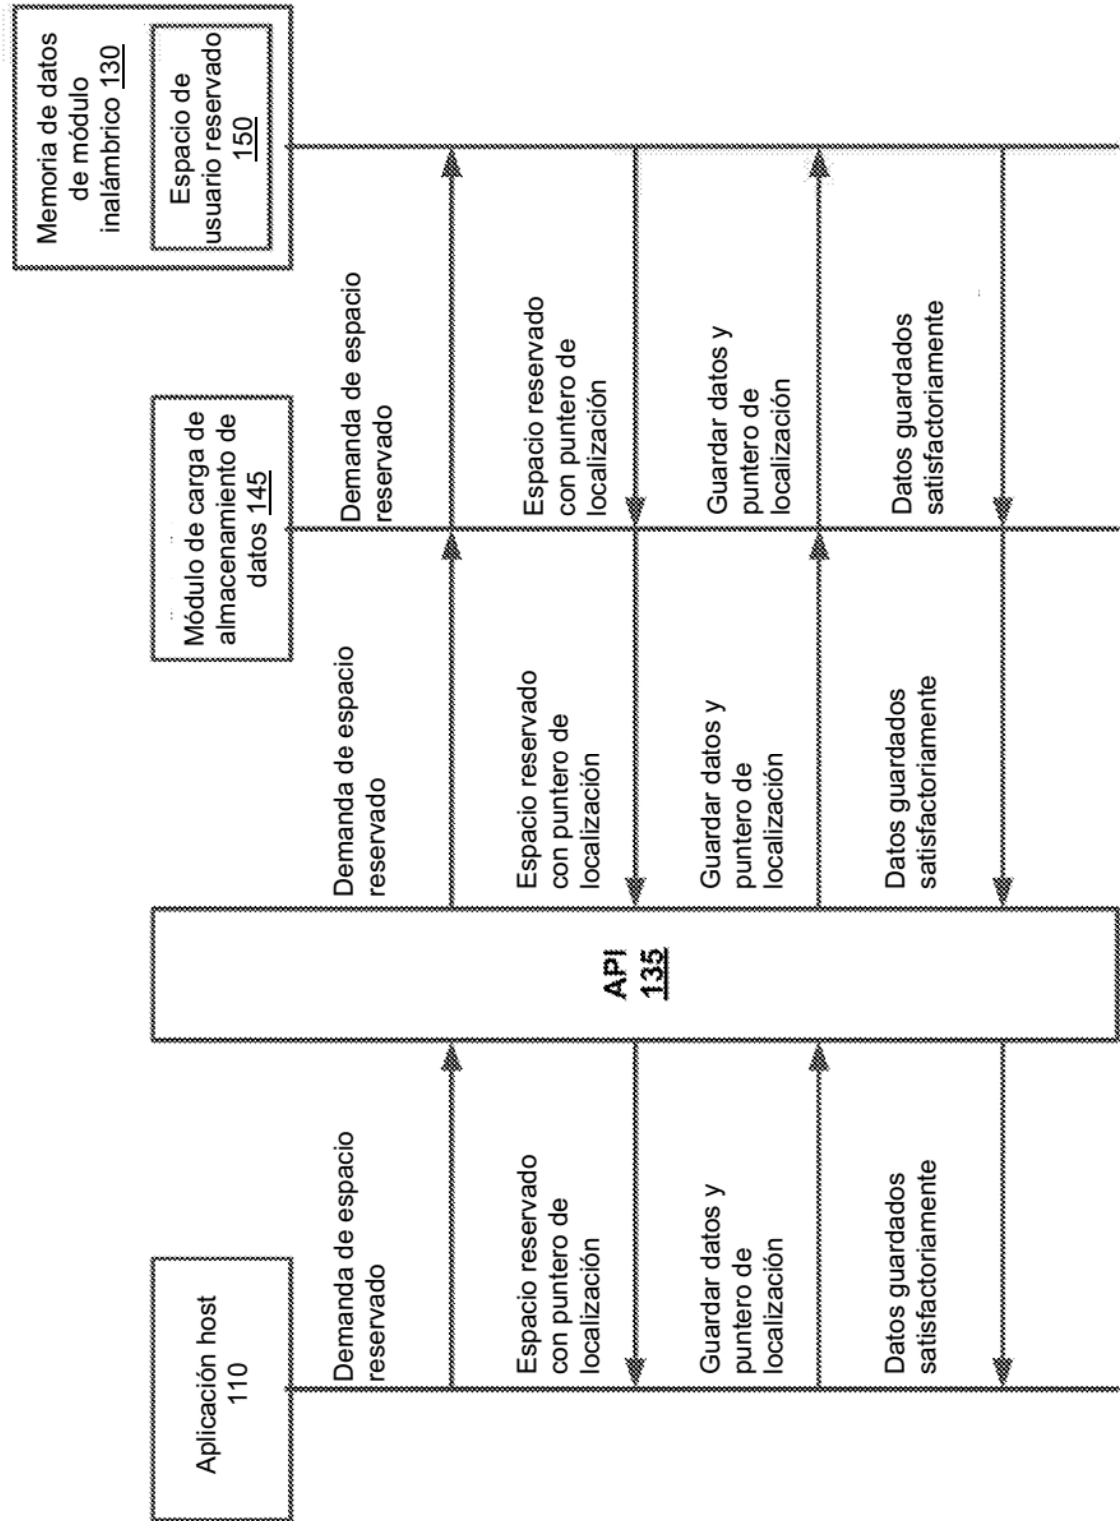 Aplicación host
110
API
135
Módulo de carga de
almacenamiento de
datos 145
Memoria de datos
de módulo
inalámbrico 130
Espacio de
usuario reservado
150
Demanda de espacio
reservado
Demanda de espacio
reservado
Demanda de espacio
reservado
Espacio reservado
con puntero de
localización
Espacio reservado
con puntero de
localización
Espacio reservado
con puntero de
localización
Guardar datos y
puntero de
localización
Guardar datos y
puntero de
localización
Guardar datos y
puntero de
localización
Datos guardados
satisfactoriamente
Datos guardados
satisfactoriamente
Datos guardados
satisfactoriamente